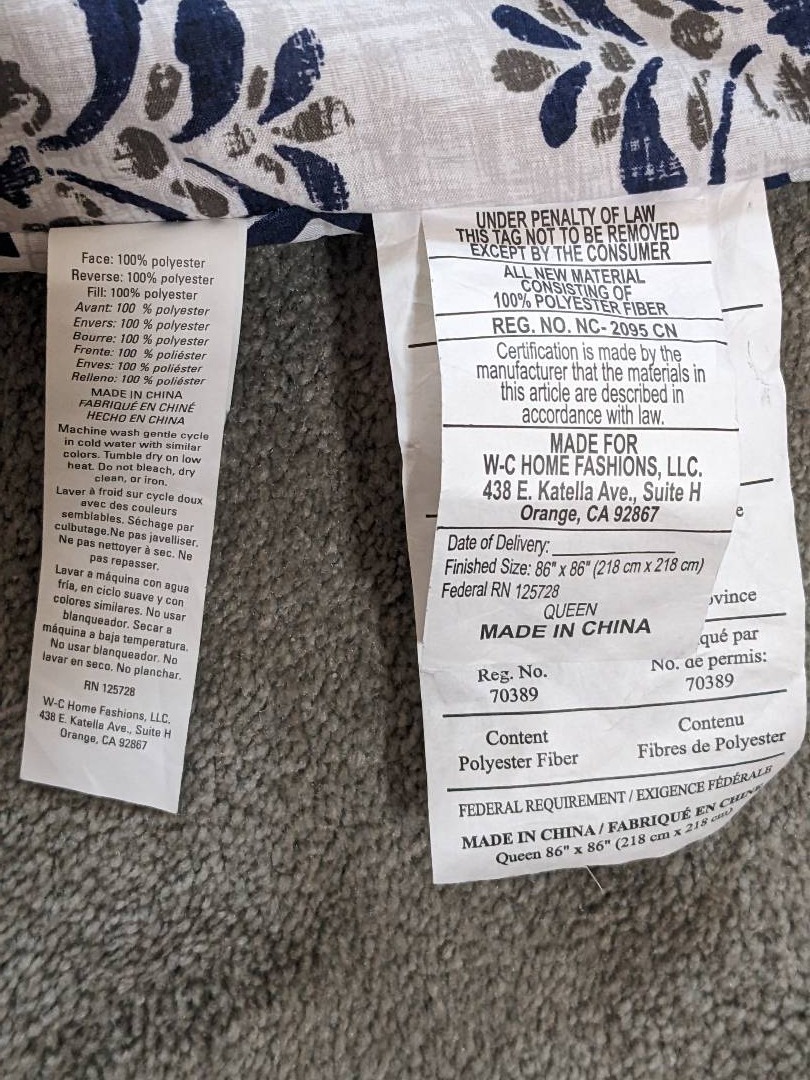 Face: 100% polyester
Reverse: 100% polyester
Fill: 100% polyester
Avant: 100 % polyester
Envers: 100 % polyester
Bourre: 100 % polyester
Frente: 100 % poliéster
Enves: 100 % poliéster
Relleno: 100 % poliéster
MADE IN CHINA
FABRIQUÉ EN CHINÉ
HECHO EN CHINA
Machine wash gentle cycle
in cold water with similar
colors. Tumble dry on low
heat. Do not bleach, dry
clean, or iron.
Laver à froid sur cycle doux
avec des couleurs
semblables. Séchage par
culbutage.Ne pas javelliser.
Ne pas nettoyer à sec. Ne
pas repasser.
Lavar a máquina con agua
fría, en ciclo suave y con
colores similares. No usar
blanqueador. Secar a
máquina a baja temperatura.
No usar blanqueador. No
lavar en seco. No planchar.
RN 125728
W-C Home Fashions, LLC.
438 E. Katella Ave., Suite H
Orange, CA 92867
UNDER PENALTY OF LAW
THIS TAG NOT TO BE REMOVED
EXCEPT BY THE CONSUMER
ALL NEW MATERIAL
CONSISTING OF
100% POLYESTER FIBER
REG. NO. NC- 2095 CN
Certification is made by the
manufacturer that the materials in
this article are described in
accordance with law.
MADE FOR
W-C HOME FASHIONS, LLC.
438 E. Katella Ave., Suite H
Orange, CA 92867
Date of Delivery:
Finished Size: 86" x 86" (218 cm x 218 cm)
Federal RN 125728
QUEEN
MADE IN CHINA
e
ovince
qué par
Reg. No.
70389
No. de permis:
70389
Content
Polyester Fiber
Contenu
Fibres de Polyester
FEDERAL REQUIREMENT / EXIGENCE FÉDÉRALE
MADE IN CHINA / FABRIQUÉ EN CHINE
Queen 86" x 86" (218 cm x 218 cm)